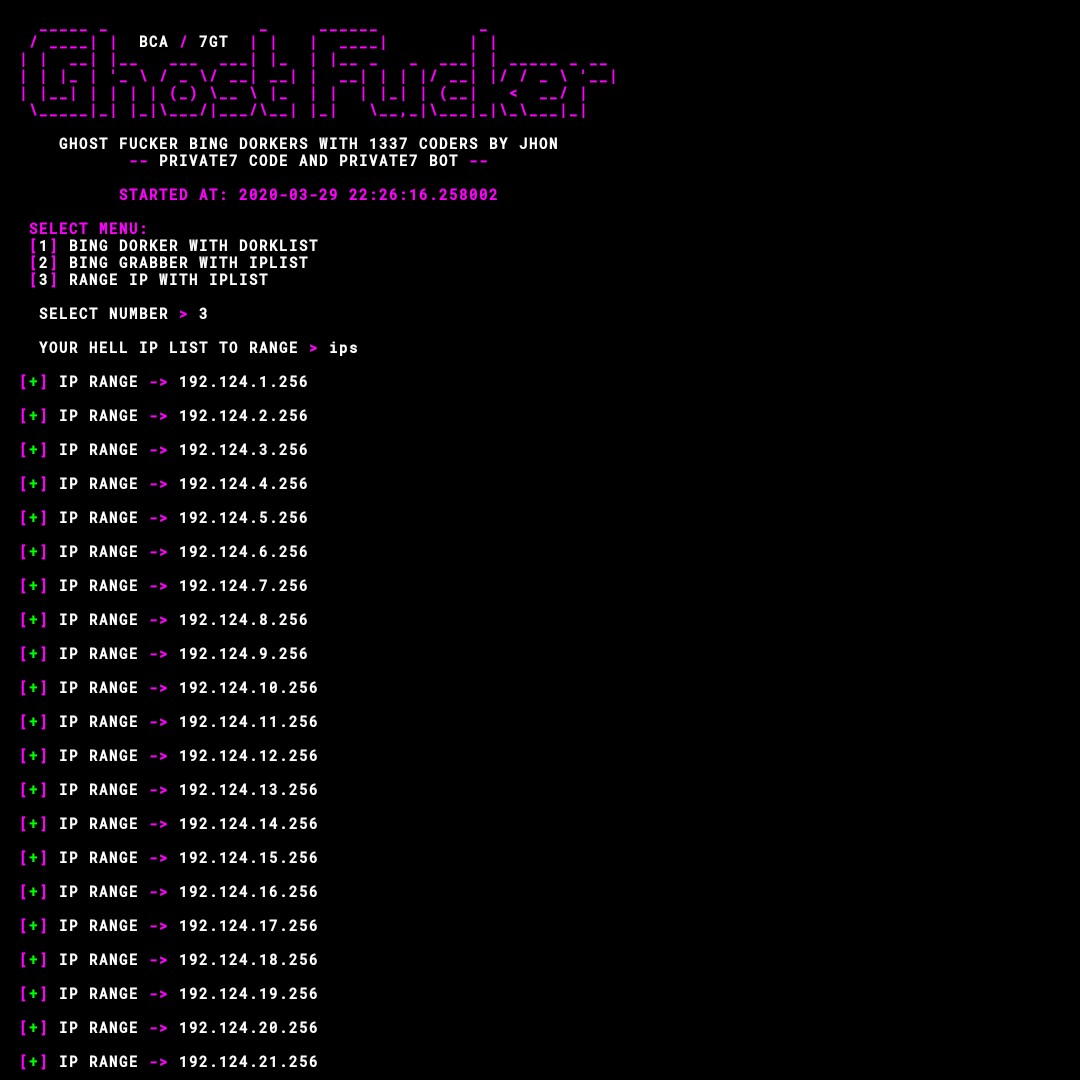 Ghost Fucker
BCA / 7GT
GHOST FUCKER BING DORKERS WITH 1337 CODERS BY JHON
-- PRIVATE7 CODE AND PRIVATE7 BOT --
STARTED AT: 2020-03-29 22:26:16.258002
SELECT MENU:
[1] BING DORKER WITH DORKLIST
[2] BING GRABBER WITH IPLIST
[3] RANGE IP WITH IPLIST
SELECT NUMBER > 3
YOUR HELL IP LIST TO RANGE > ips
[+] IP RANGE -> 192.124.1.256
[+] IP RANGE -> 192.124.2.256
[+] IP RANGE -> 192.124.3.256
[+] IP RANGE -> 192.124.4.256
[+] IP RANGE -> 192.124.5.256
[+] IP RANGE -> 192.124.6.256
[+] IP RANGE -> 192.124.7.256
[+] IP RANGE -> 192.124.8.256
[+] IP RANGE -> 192.124.9.256
[+] IP RANGE -> 192.124.10.256
[+] IP RANGE -> 192.124.11.256
[+] IP RANGE -> 192.124.12.256
[+] IP RANGE -> 192.124.13.256
[+] IP RANGE -> 192.124.14.256
[+] IP RANGE -> 192.124.15.256
[+] IP RANGE -> 192.124.16.256
[+] IP RANGE -> 192.124.17.256
[+] IP RANGE -> 192.124.18.256
[+] IP RANGE -> 192.124.19.256
[+] IP RANGE -> 192.124.20.256
[+] IP RANGE -> 192.124.21.256